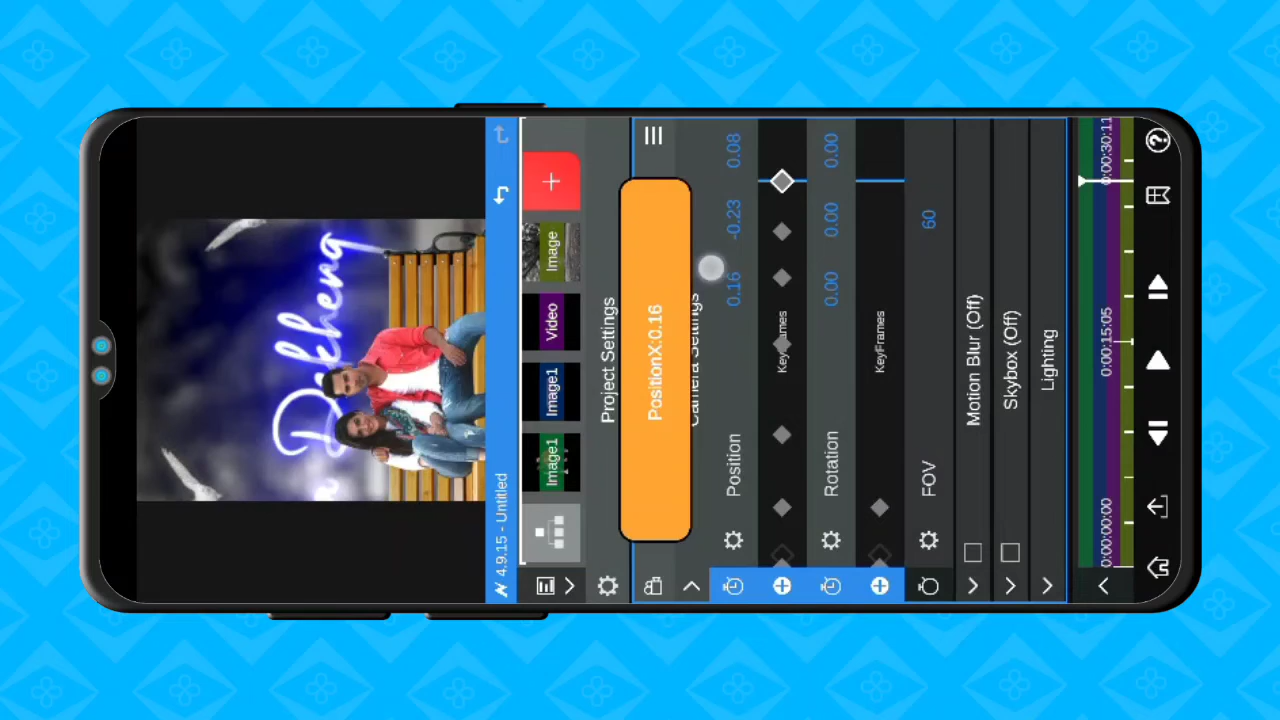 Dekheng
4.9.15 - Untitled
Image1
Image1
Video
Image
+
Project Settings
PositionX:0.16
Camera Settings
Position
0.16
-0.23
0.08
KeyFrames
Rotation
0.00
0.00
0.00
KeyFrames
FOV
60
Motion Blur (Off)
Skybox (Off)
Lighting
0:00:00:00
0:00:15:05
0:00:30:11